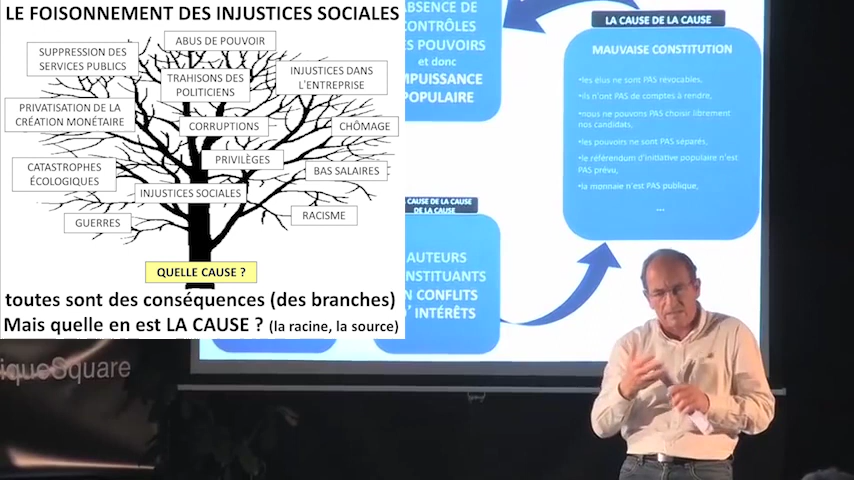 LE FOISONNEMENT DES INJUSTICES SOCIALES
ABUS DE POUVOIR
SUPPRESSION DES
SERVICES PUBLICS
TRAHISONS DES
POLITICIENS
INJUSTICES DANS
L'ENTREPRISE
PRIVATISATION DE LA
CRÉATION MONÉTAIRE
CORRUPTIONS
CHÔMAGE
PRIVILÈGES
CATASTROPHES
ÉCOLOGIQUES
BAS SALAIRES
INJUSTICES SOCIALES
GUERRES
RACISME
QUELLE CAUSE ?
toutes sont des conséquences (des branches)
Mais quelle en est LA CAUSE ? (la racine, la source)
ABSENCE DE
CONTRÔLES
ES POUVOIRS
et donc
MPUISSANCE
POPULAIRE
LA CAUSE DE LA CAUSE
MAUVAISE CONSTITUTION
•les élus ne sont PAS révocables,
•ils n'ont PAS de comptes à rendre,
•nous ne pouvons PAS choisir librement
nos candidats,
•les pouvoirs ne sont PAS séparés,
•le référendum d'initiative populaire n'est
PAS prévu,
•la monnaie n'est PAS publique,
...
CAUSE DE LA CAUSE
DE LA CAUSE
AUTEURS
NSTITUANTS
N CONFLITS
D' INTÉRÊTS
iqueSquare